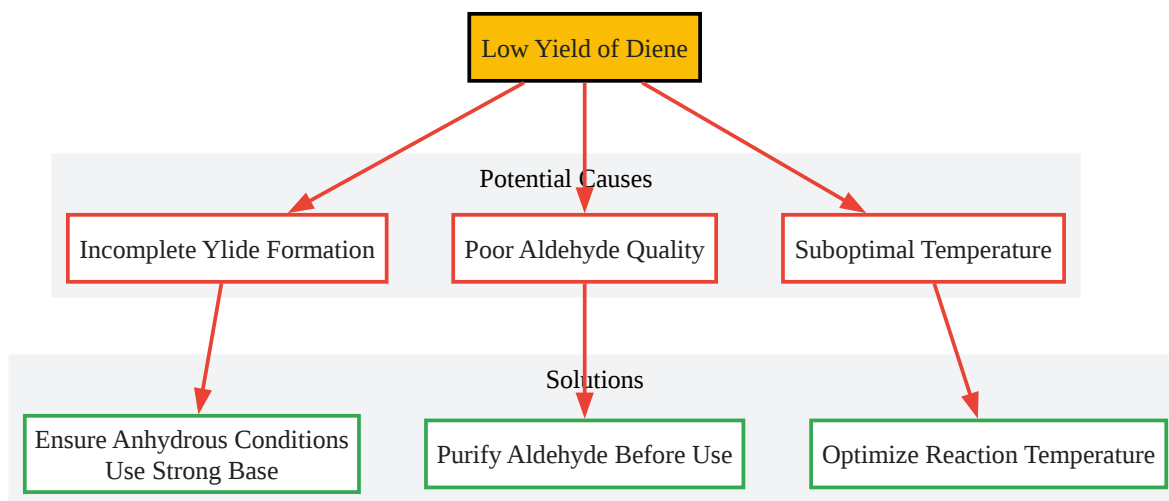 Low Yield of Diene
Potential Causes
Incomplete Ylide Formation
Poor Aldehyde Quality
Suboptimal Temperature
Solutions
Ensure Anhydrous Conditions
Use Strong Base
Purify Aldehyde Before Use
Optimize Reaction Temperature